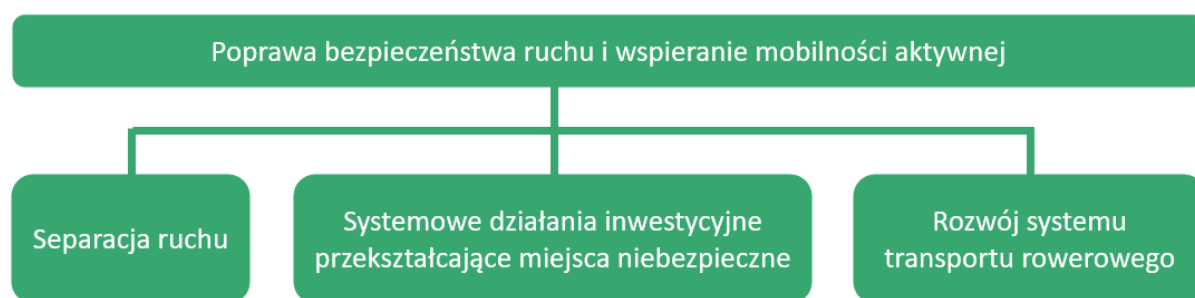 Poprawa bezpieczeństwa ruchu i wspieranie mobilności aktywnej
Separacja ruchu
Systemowe działania inwestycyjne
przekształcające miejsca niebezpieczne
Rozwój systemu
transportu rowerowego